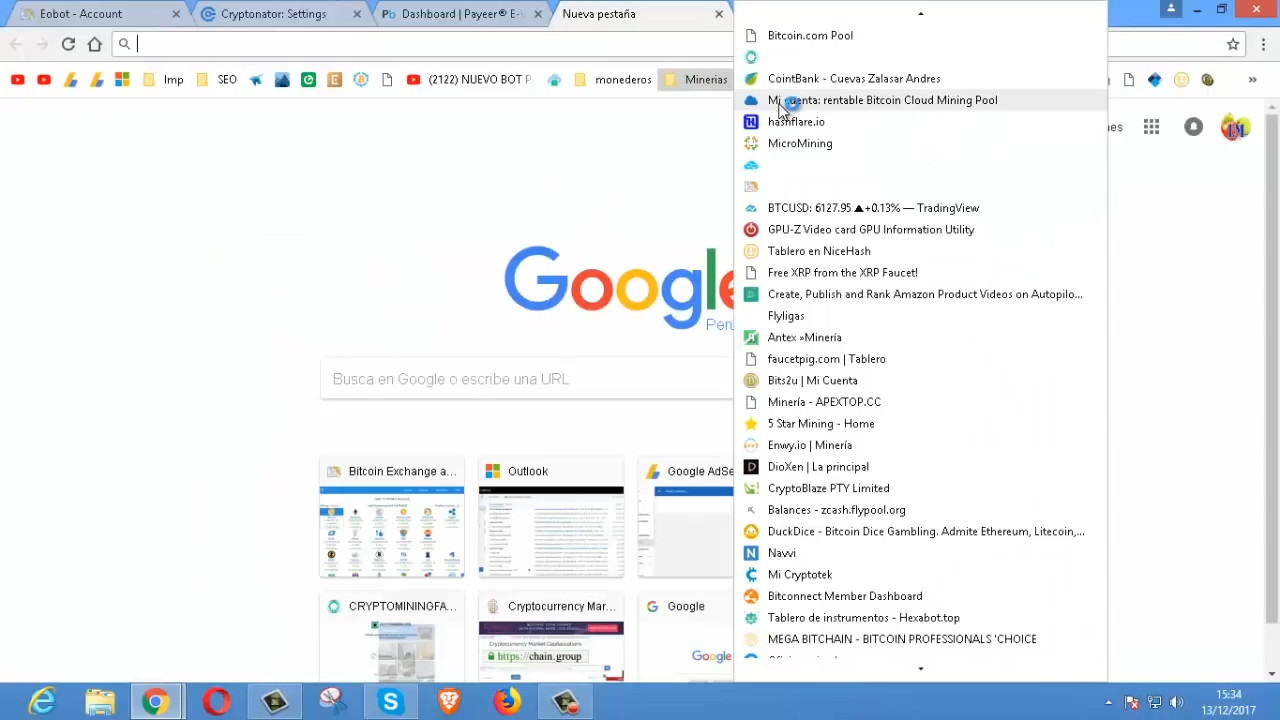 Eobot - Account
Cryptonator: Settings
Dashboard | Payeer® E-W
Nueva pestaña
Imp
SEO
(2122) NUEVO BOT P
monederos
Minerias
Bitcoin.com Pool
CointBank - Cuevas Zalasar Andres
Mi cuenta: rentable Bitcoin Cloud Mining Pool
hashflare.io
MicroMining
BTCUSD: 6127.95 ▲+0.13% — TradingView
GPU-Z Video card GPU Information Utility
Tablero en NiceHash
Free XRP from the XRP Faucet!
Create, Publish and Rank Amazon Product Videos on Autopilo...
Flyligas
Antex »Minería
faucetpig.com | Tablero
Bits2u | Mi Cuenta
Minería - APEXTOP.CC
5 Star Mining - Home
Enwy.io | Minería
DioXen | La principal
CryptoBlaze PTY Limited
Balances - zcash.flypool.org
DuckDice - Bitcoin Dice Gambling. Admite Ethereum, Litecoin,...
Navvi
Mi Cryptotek
Bitconnect Member Dashboard
Tablero de instrumentos - Hexabot.top
MEGA BITCHAIN - BITCOIN PROFESSIONALS 'CHOICE
Google
Busca en Google o escribe una URL
Bitcoin Exchange a...
Outlook
Google AdSe
CRYPTOMININGFA...
Cryptocurrency Mar...
Google
Cryptocurrency Market Capitalizations
https://chain.group
Google
15:34
13/12/2017